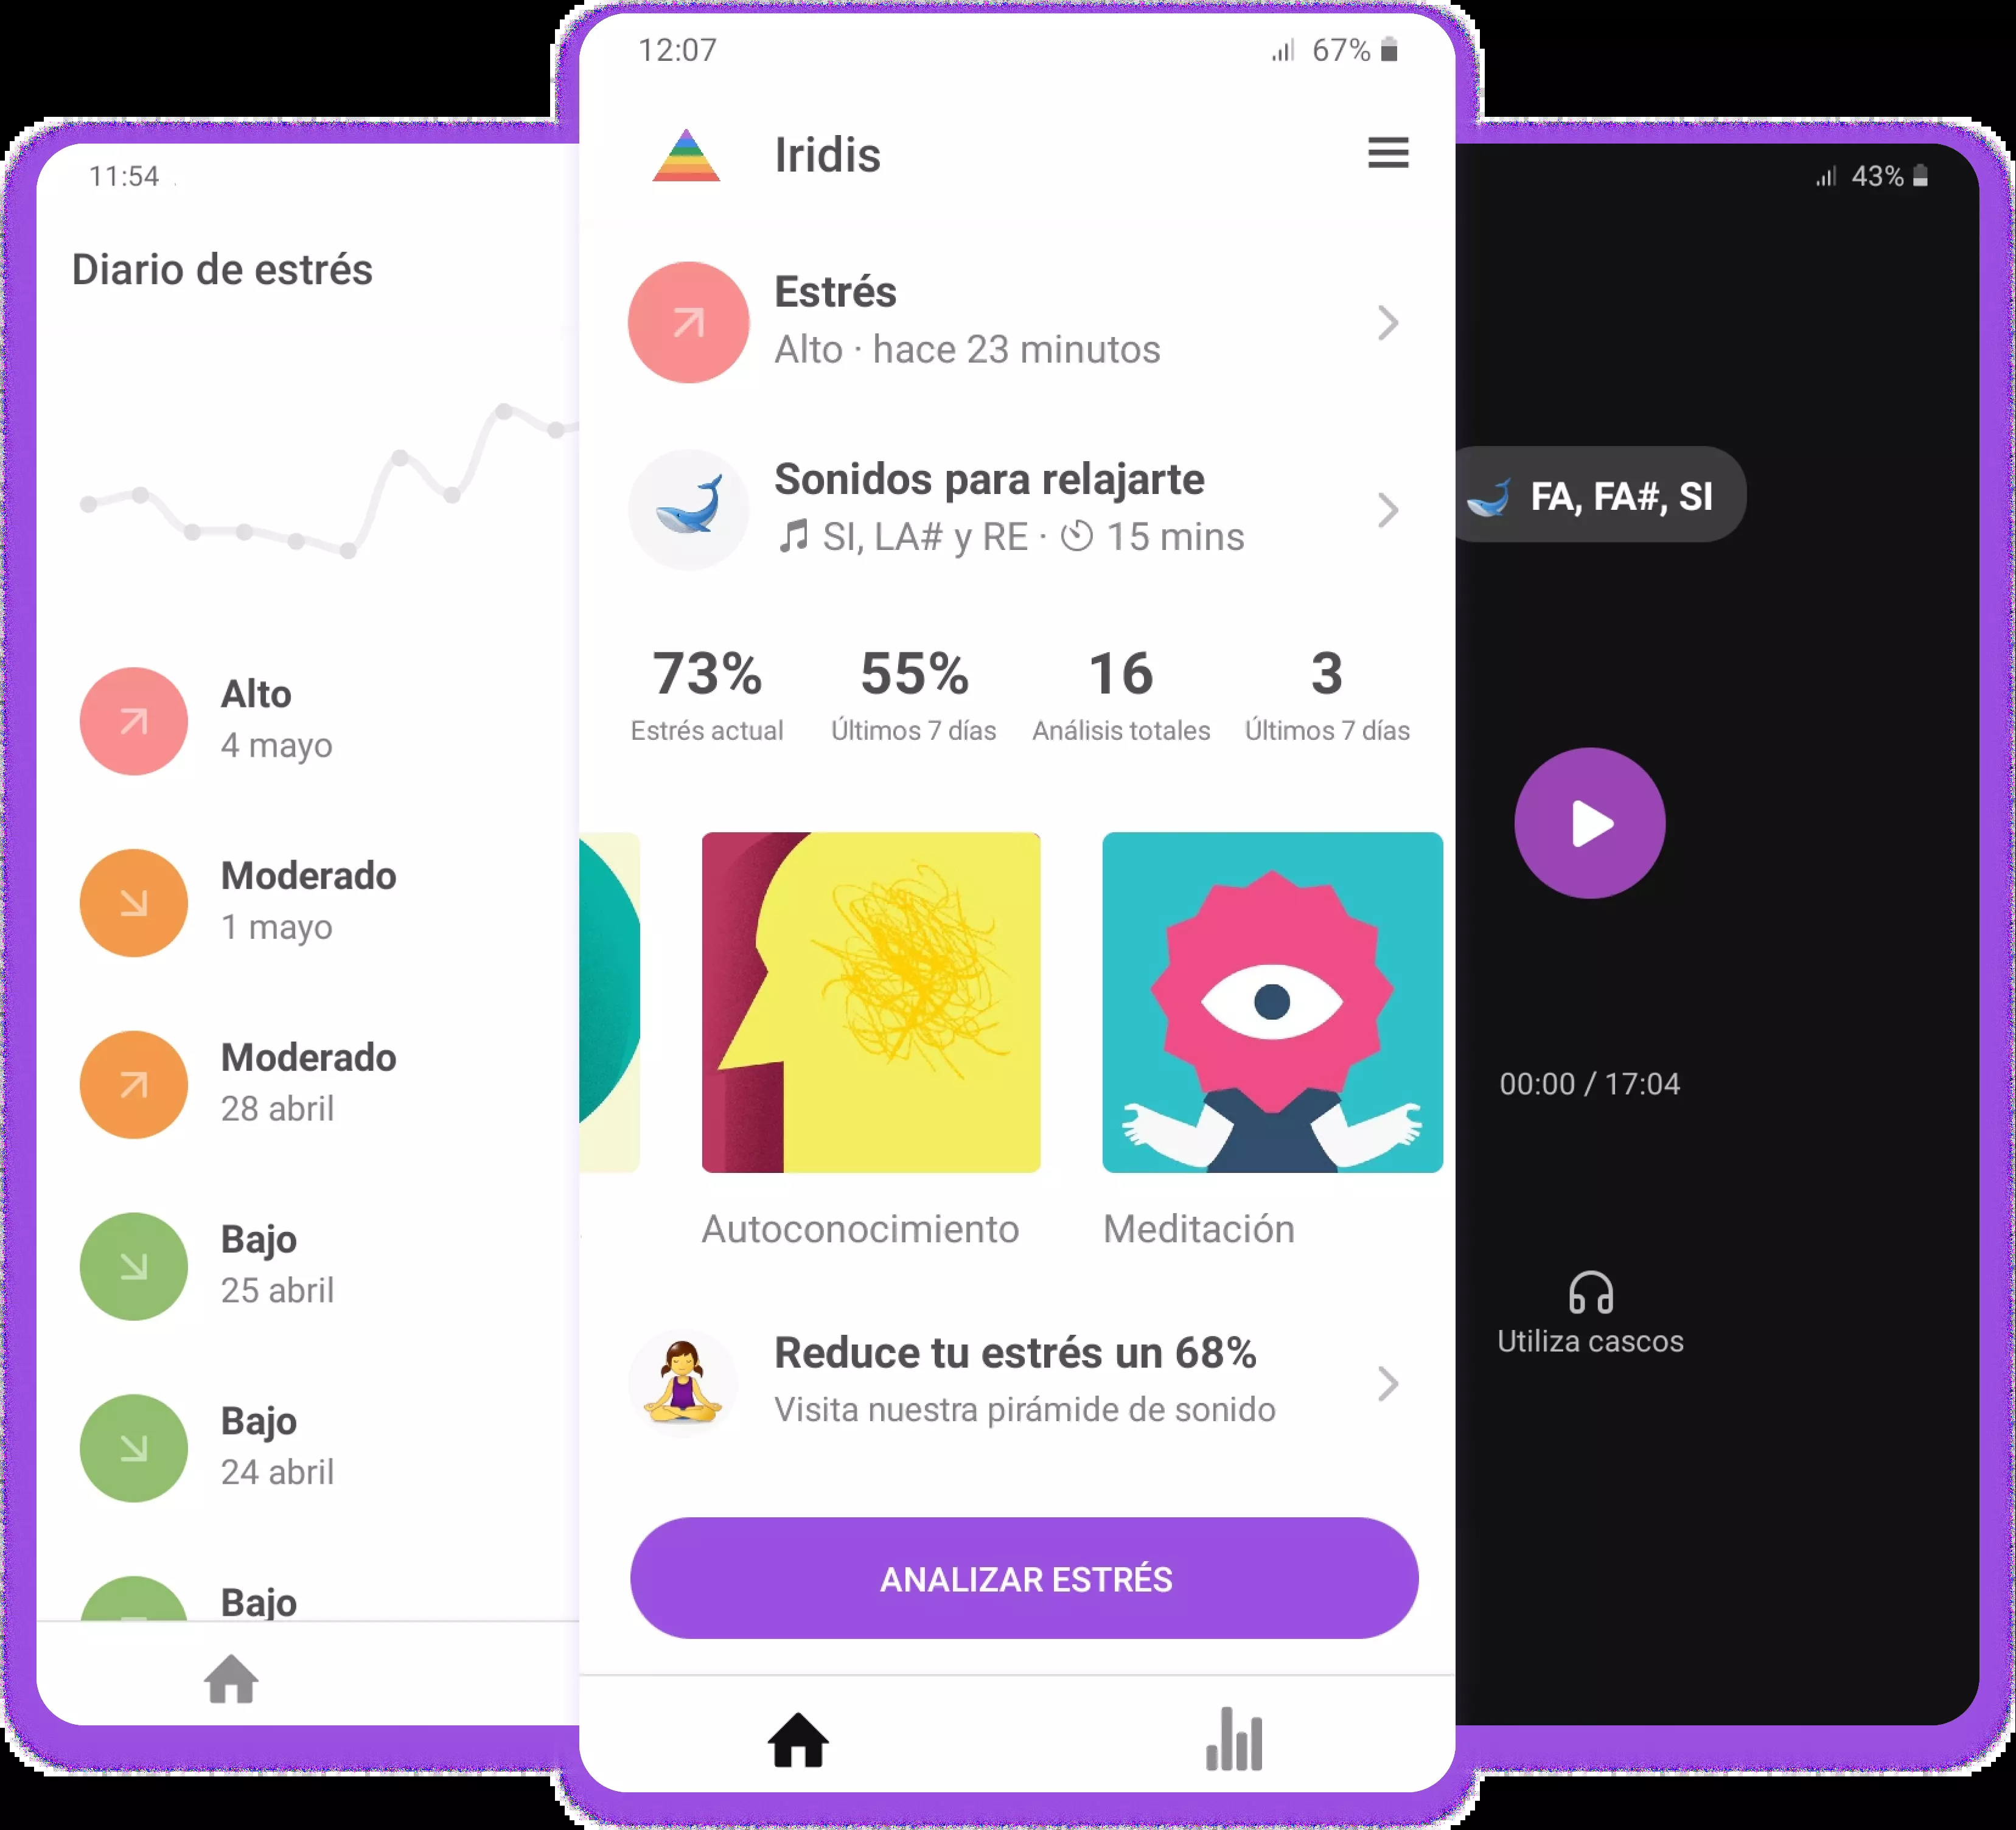 11:54
Diario de estrés
Alto
4 mayo
Moderado
1 mayo
Moderado
28 abril
Bajo
25 abril
Bajo
24 abril
Bajo
12:07
67%
Iridis
Estrés
Alto · hace 23 minutos
Sonidos para relajarte
SI, LA# y RE · 15 mins
73% 55% 16 3
Estrés actual Últimos 7 días Análisis totales Últimos 7 días
Autoconocimiento Meditación
Reduce tu estrés un 68%
Visita nuestra pirámide de sonido
ANALIZAR ESTRÉS
43%
FA, FA#, SI
00:00 / 17:04
Utiliza cascos